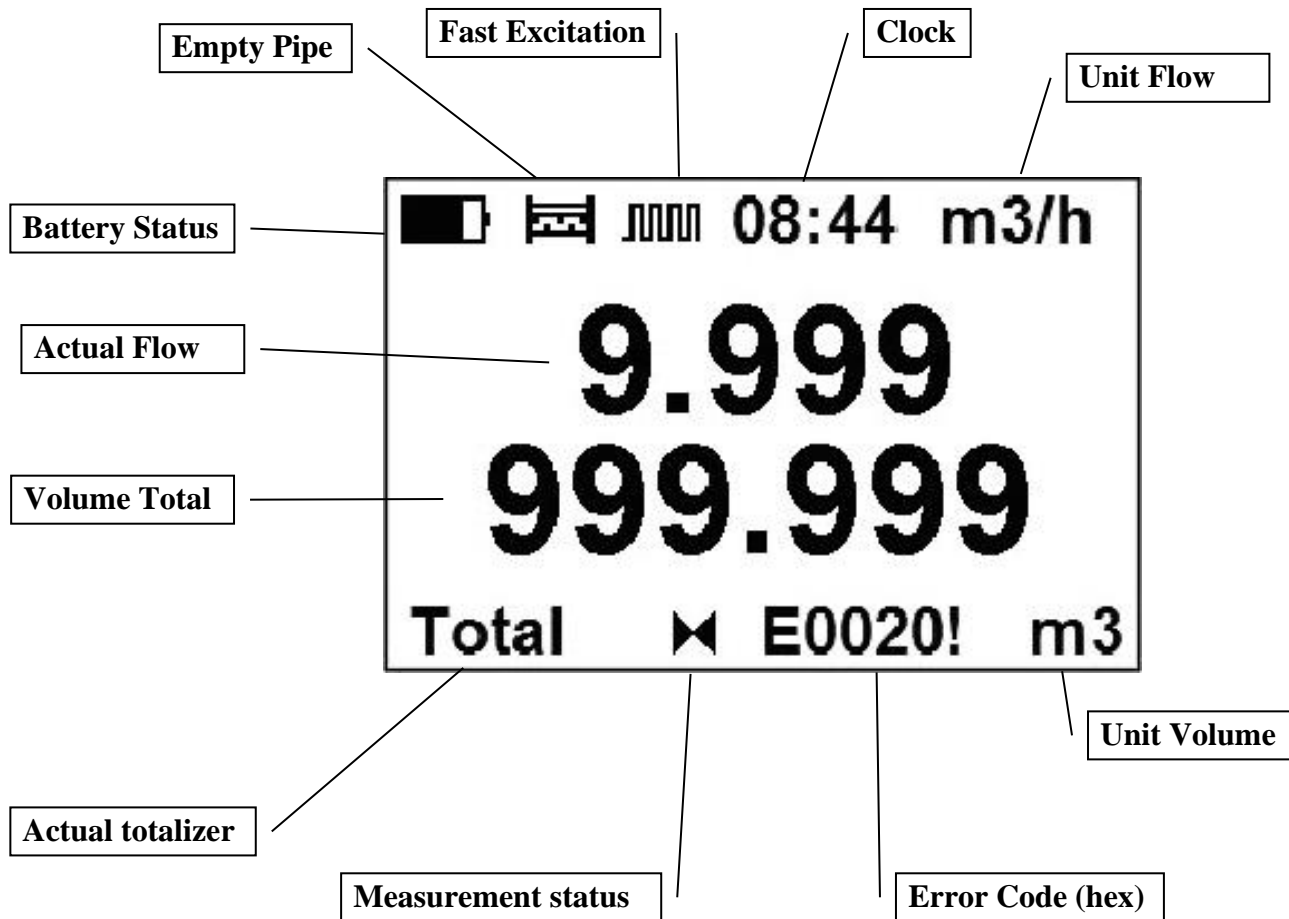 Fast Excitation
Clock
Empty Pipe
Unit Flow
Battery Status
08:44 m3/h
Actual Flow
9.999
Volume Total
999.999
Total E0020! m3
Unit Volume
Actual totalizer
Measurement status
Error Code (hex)